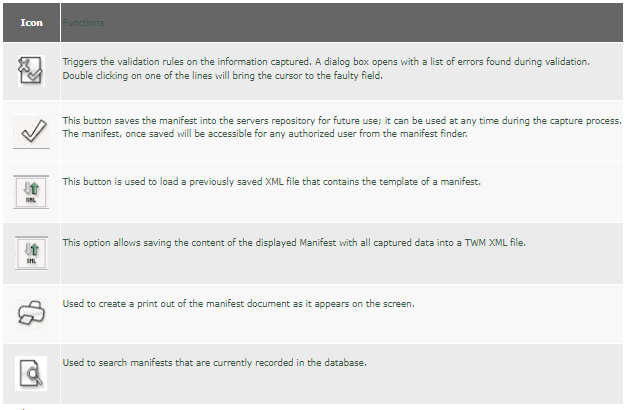 Icon Functions
Triggers the validation rules on the information captured. A dialog box opens with a list of errors found during validation.
Double clicking on one of the lines will bring the cursor to the faulty field.
This button saves the manifest into the servers repository for future use; it can be used at any time during the capture process.
The manifest, once saved will be accessible for any authorized user from the manifest finder.
XML
This button is used to load a previously saved XML file that contains the template of a manifest.
This option allows saving the content of the displayed Manifest with all captured data into a TWM XML file.
XML
Used to create a print out of the manifest document as it appears on the screen.
Used to search manifests that are currently recorded in the database.